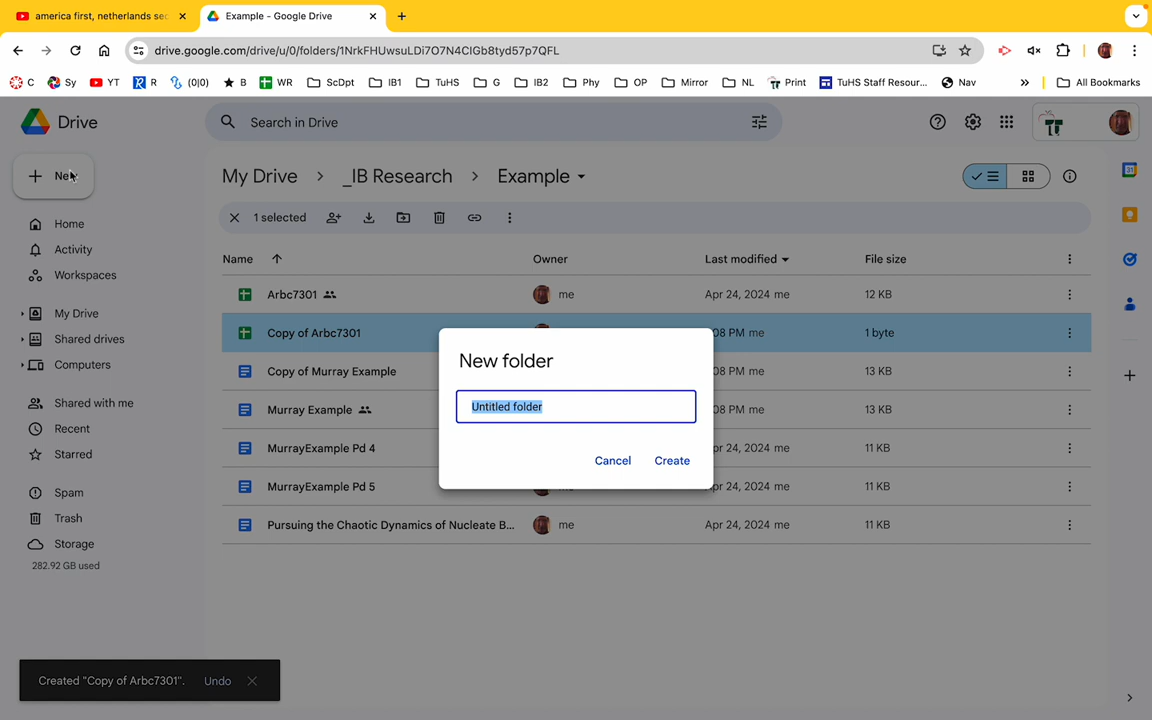 america first, netherlands sec
Example - Google Drive
drive.google.com/drive/u/0/folders/1NrkFHUwsuLDi7O7N4CIGb8tyd57p7QFL
C
Sy
YT
R
(0|0)
B
WR
ScDpt
IB1
TuHS
G
IB2
Phy
OP
Mirror
NL
Print
TuHS Staff Resour...
Nav
»
All Bookmarks
Drive
Search in Drive
New
My Drive
_IB Research
Example
1 selected
Home
Activity
Workspaces
My Drive
Shared drives
Computers
Shared with me
Recent
Starred
Spam
Trash
Storage
282.92 GB used
Name
Owner
Last modified
File size
Arbc7301
me
Apr 24, 2024 me
12 KB
Copy of Arbc7301
08 PM me
1 byte
Copy of Murray Example
08 PM me
13 KB
Murray Example
08 PM me
13 KB
MurrayExample Pd 4
pr 24, 2024 me
11 KB
MurrayExample Pd 5
me
Apr 24, 2024 me
11 KB
Pursuing the Chaotic Dynamics of Nucleate B...
me
Apr 24, 2024 me
11 KB
New folder
Untitled folder
Cancel
Create
Created "Copy of Arbc7301".
Undo